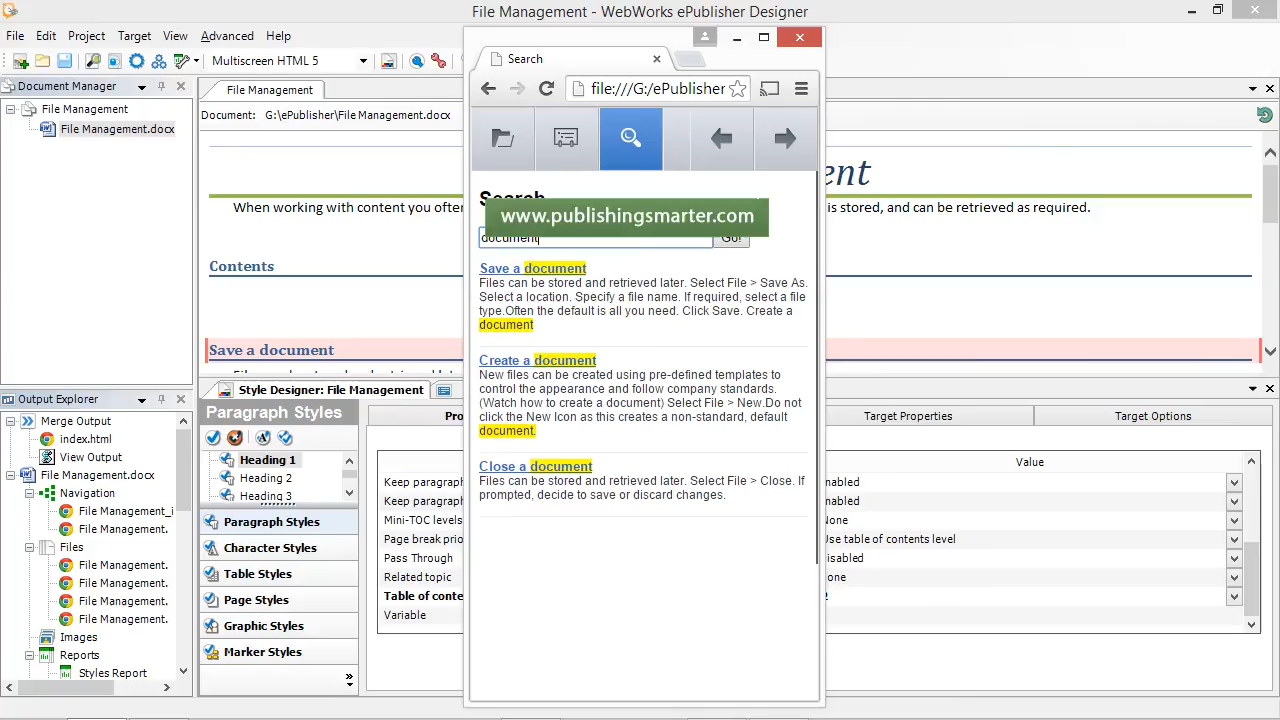 File Management - WebWorks ePublisher Designer
File Edit Project Target View Advanced Help
Multiscreen HTML 5
Document Manager
File Management
File Management.docx
File Management
Document: G:\ePublisher\File Management.docx
When working with content you often
is stored, and can be retrieved as required.
Contents
Save a document
Search
file:///G:/ePublisher
Search
www.publishingsmarter.com
document
Go!
Save a document
Files can be stored and retrieved later. Select File > Save As.
Select a location. Specify a file name. If required, select a file
type.Often the default is all you need. Click Save. Create a
document
Create a document
New files can be created using pre-defined templates to
control the appearance and follow company standards.
(Watch how to create a document) Select File > New.Do not
click the New Icon as this creates a non-standard, default
document.
Close a document
Files can be stored and retrieved later. Select File > Close. If
prompted, decide to save or discard changes.
Output Explorer
Merge Output
index.html
View Output
File Management.docx
Navigation
File Management_i
File Management.
Files
File Management.
File Management.
File Management.
File Management.
Images
Reports
Styles Report
Style Designer: File Management
Paragraph Styles
Heading 1
Heading 2
Heading 3
Paragraph Styles
Character Styles
Table Styles
Page Styles
Graphic Styles
Marker Styles
Target Properties
Target Options
Value
Keep paragraph
Keep paragraph
Mini-TOC levels
None
Page break prio
Use table of contents level
Pass Through
Related topic
Table of conte
2
Variable